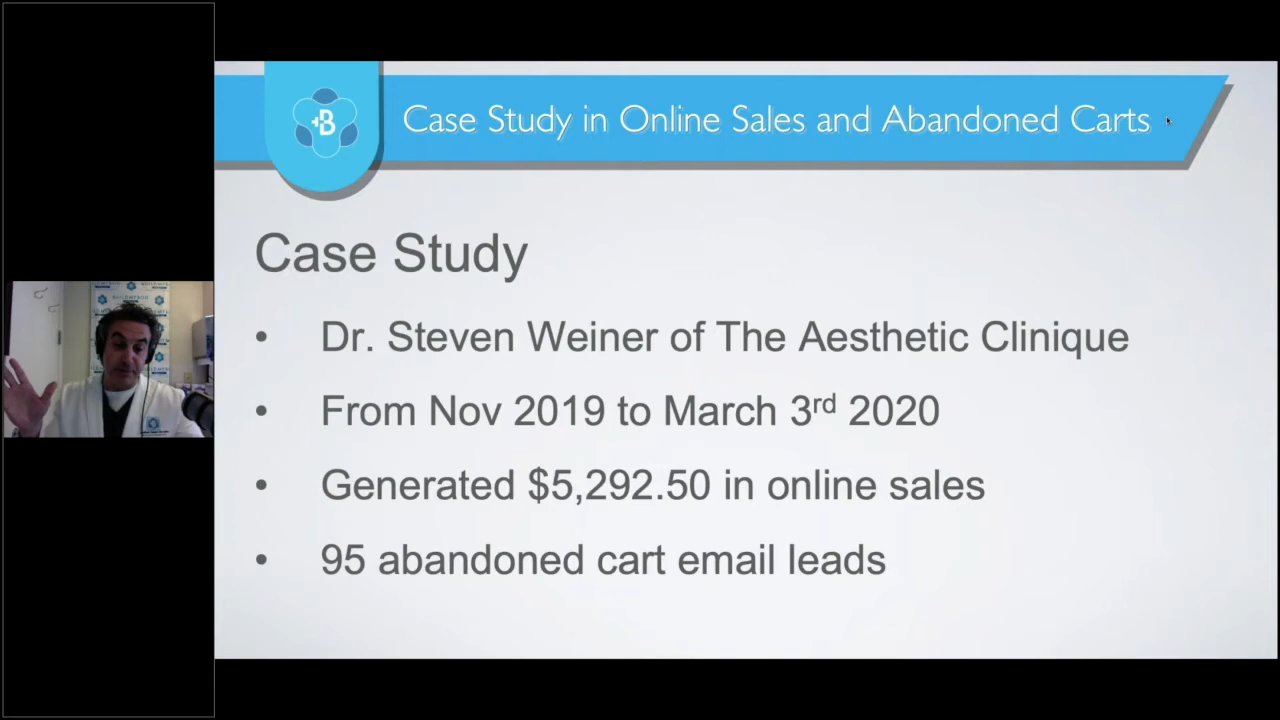 Case Study in Online Sales and Abandoned Carts
Case Study
• Dr. Steven Weiner of The Aesthetic Clinique
• From Nov 2019 to March 3rd 2020
• Generated $5,292.50 in online sales
• 95 abandoned cart email leads